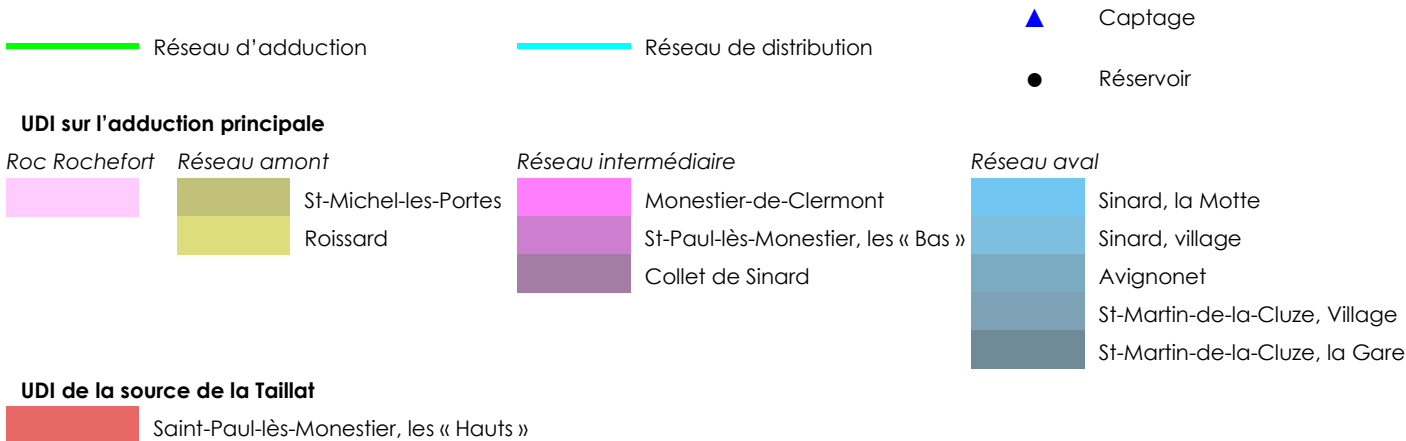 Captage
Réseau d’adduction
Réseau de distribution
Réservoir
UDI sur l’adduction principale
Roc Rochefort
Réseau amont
Réseau intermédiaire
Réseau aval
St-Michel-les-Portes
Monestier-de-Clermont
Sinard, la Motte
Roissard
St-Paul-lès-Monestier, les « Bas »
Sinard, village
Collet de Sinard
Avignonet
St-Martin-de-la-Cluze, Village
St-Martin-de-la-Cluze, la Gare
UDI de la source de la Taillat
Saint-Paul-lès-Monestier, les « Hauts »